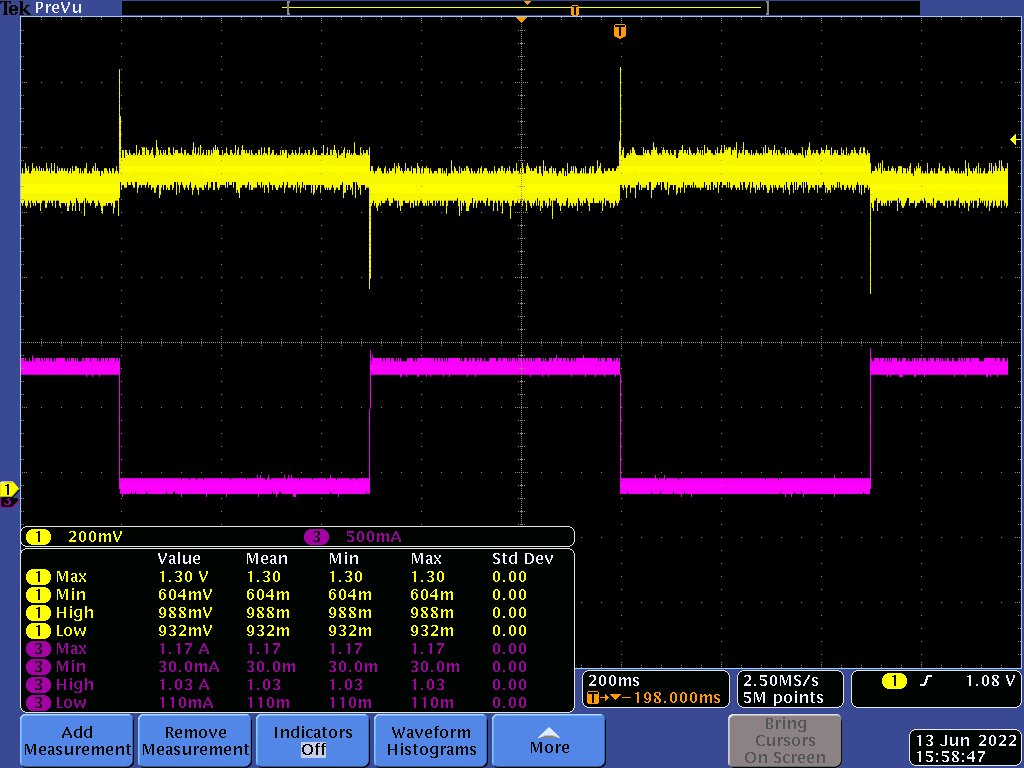 Tek PreVu
T
T
1
3
1 200mV 3 500mA
Value Mean Min Max Std Dev
1 Max 1.30 V 1.30 1.30 1.30 0.00
1 Min 604mV 604m 604m 604m 0.00
1 High 988mV 988m 988m 988m 0.00
1 Low 932mV 932m 932m 932m 0.00
3 Max 1.17 A 1.17 1.17 1.17 0.00
3 Min 30.0mA 30.0m 30.0m 30.0m 0.00
3 High 1.03 A 1.03 1.03 1.03 0.00
3 Low 110mA 110m 110m 110m 0.00
200ms
T→▼−198.000ms
2.50MS/s
5M points
1 1.08 V
Add
Measurement
Remove
Measurement
Indicators
Off
Waveform
Histograms
More
Bring
Cursors
On Screen
13 Jun 2022
15:58:47